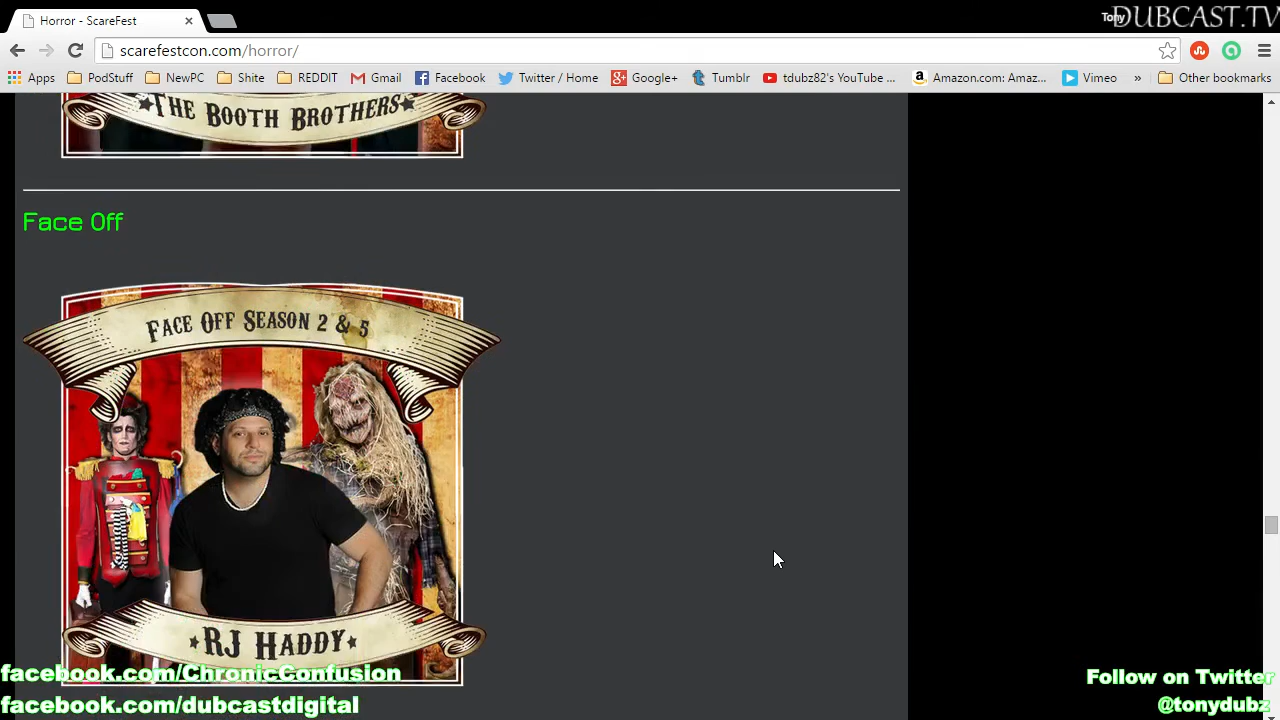 Horror - ScareFest
Tony
DUBCAST.TV
scarefestcon.com/horror/
Apps PodStuff NewPC Shite REDDIT Gmail Facebook Twitter / Home Google+ Tumblr tdubz82's YouTube ... Amazon.com: Amaz... Vimeo » Other bookmarks
THE BOOTH BROTHERS
Face Off
FACE OFF SEASON 2 & 5
RJ HADDY
facebook.com/ChronicConfusion
facebook.com/dubcastdigital
Follow on Twitter
@tonydubz